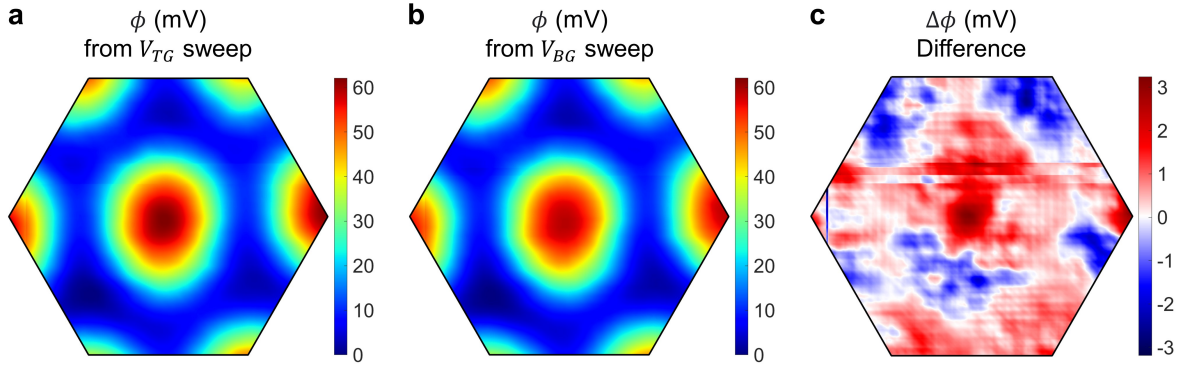 a
ϕ (mV)
from V_TG sweep
60
50
40
30
20
10
0
b
ϕ (mV)
from V_BG sweep
60
50
40
30
20
10
0
c
Δϕ (mV)
Difference
3
2
1
0
-1
-2
-3